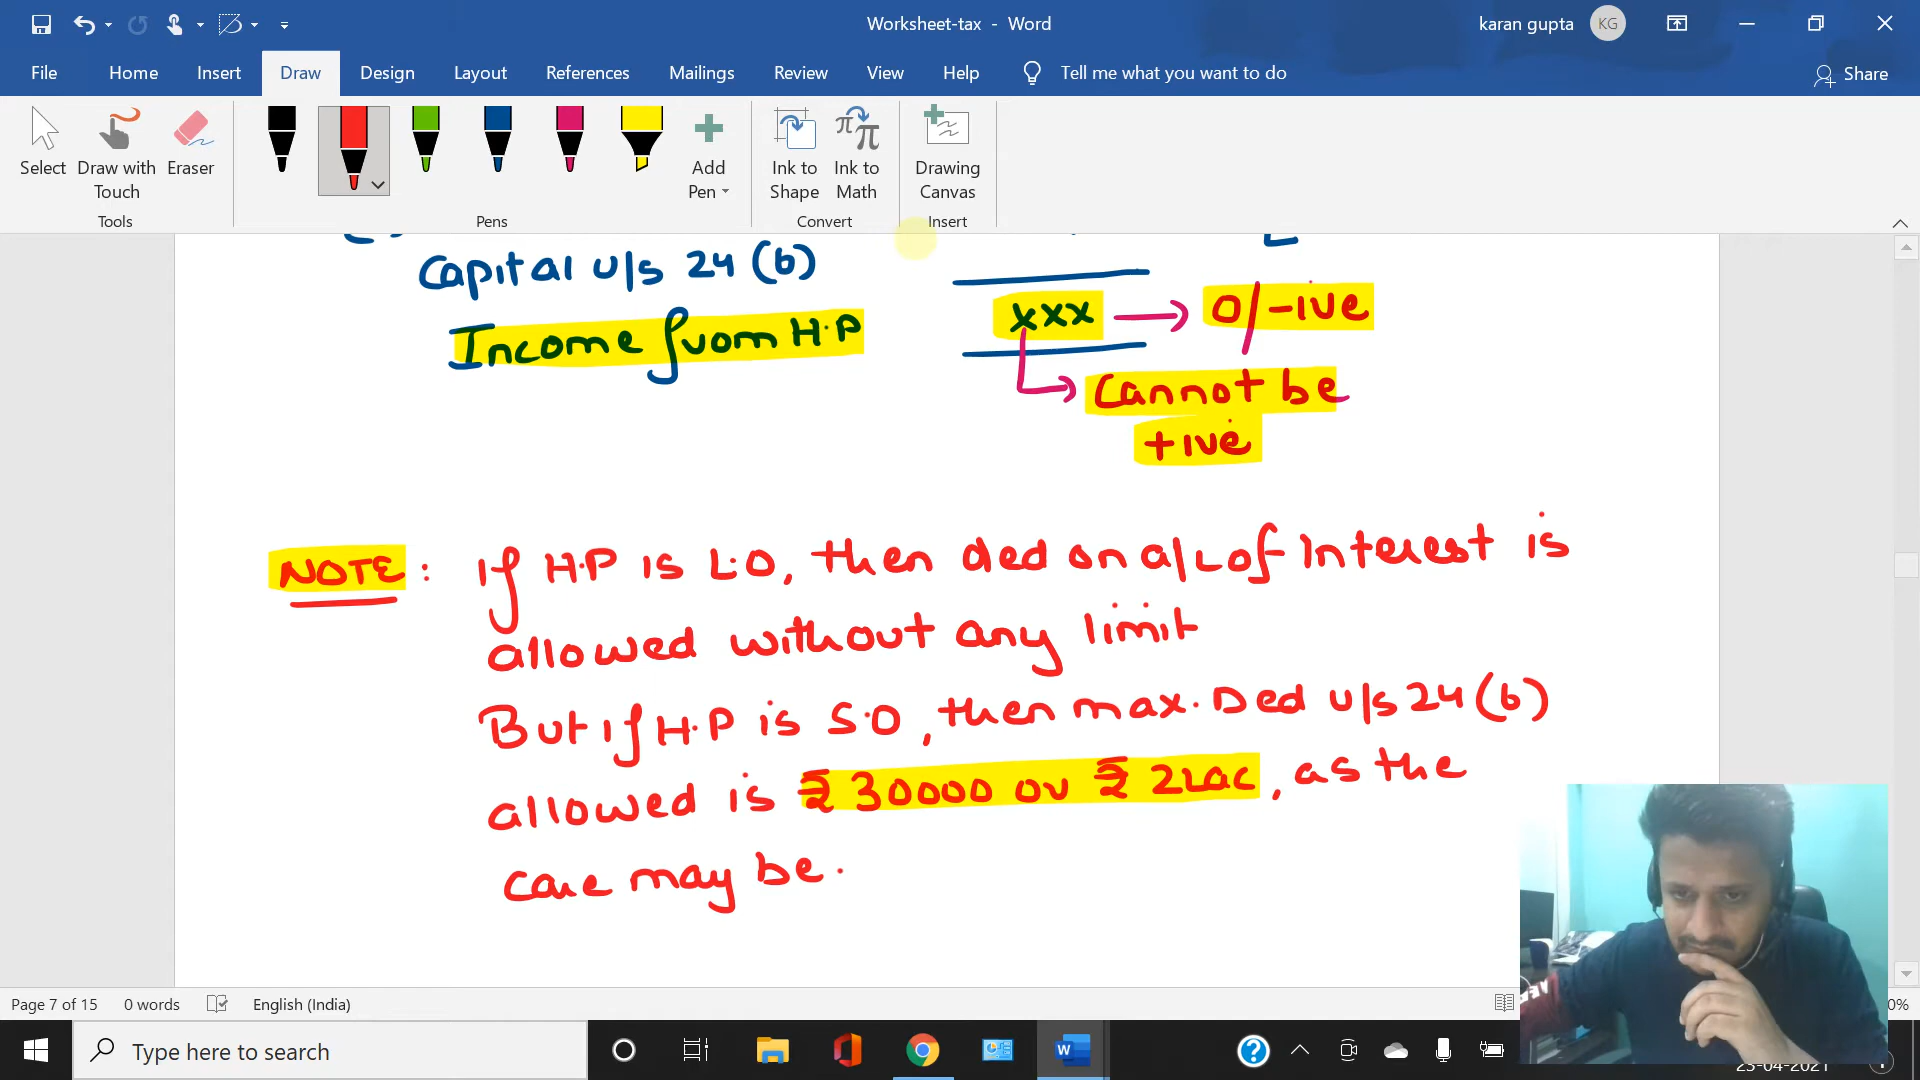 Worksheet-tax - Word
karan gupta KG
File Home Insert Draw Design Layout References Mailings Review View Help Tell me what you want to do Share
Select Draw with Touch Eraser Add Pen Ink to Shape Ink to Math Drawing Canvas
Tools Pens Convert Insert
Capital u/s 24 (b)
Income from H.P xxx → 0/-ive
Cannot be
+ive
NOTE : If H.P is L.O, then ded on a/c of Interest is
allowed without any limit
But if H.P is S.O, then max. Ded u/s 24 (b)
allowed is ₹ 30000 or ₹ 2Lac, as the
case may be.
Page 7 of 15 0 words English (India) 0%
Type here to search
23-04-2021